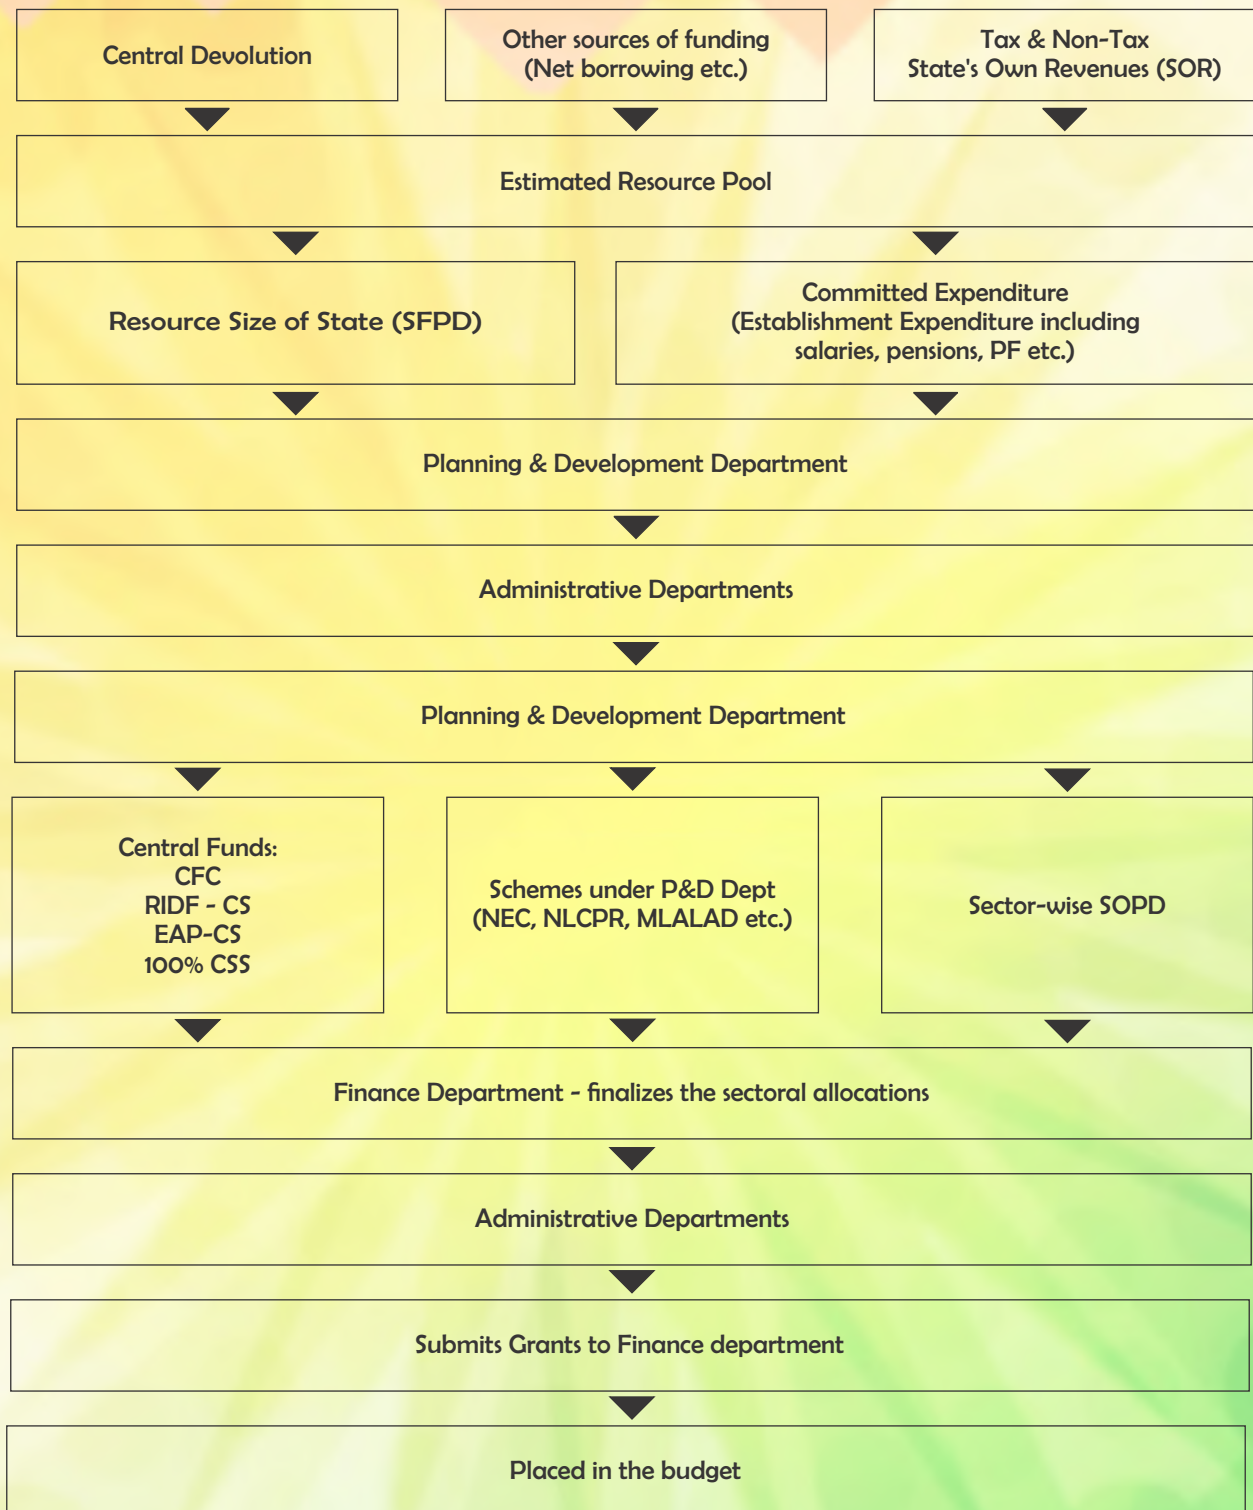 Central Devolution
Other sources of funding
(Net borrowing etc.)
Tax & Non-Tax
State's Own Revenues (SOR)
Estimated Resource Pool
Resource Size of State (SFPD)
Committed Expenditure
(Establishment Expenditure including
salaries, pensions, PF etc.)
Planning & Development Department
Administrative Departments
Planning & Development Department
Central Funds:
CFC
RIDF - CS
EAP-CS
100% CSS
Schemes under P&D Dept
(NEC, NLCPR, MLALAD etc.)
Sector-wise SOPD
Finance Department - finalizes the sectoral allocations
Administrative Departments
Submits Grants to Finance department
Placed in the budget